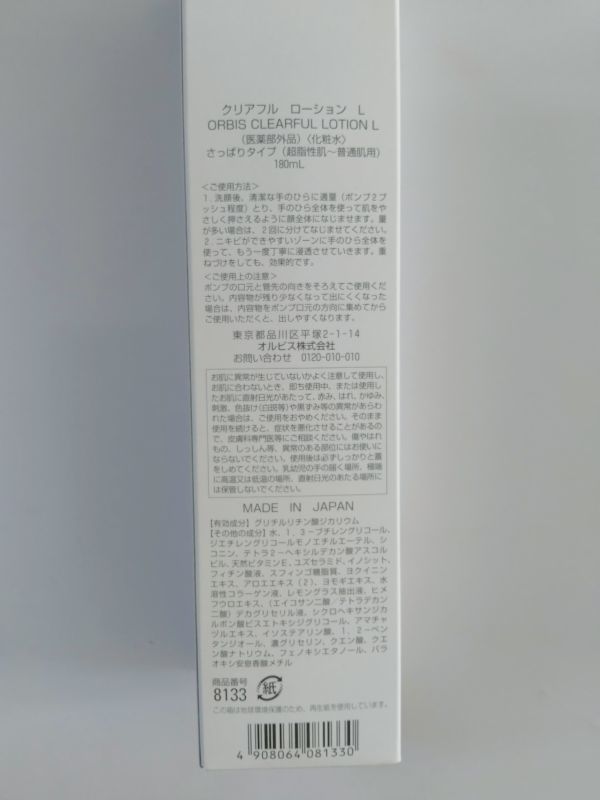 クリアフル　ローション　L
ORBIS CLEARFUL LOTION L
（医薬部外品）〈化粧水〉
さっぱりタイプ（超脂性肌～普通肌用）
180mL
＜ご使用方法＞
1．洗顔後、清潔な手のひらに適量（ポンプ2プ
ッシュ程度）とり、手のひら全体を使って肌をや
さしく押さえるように顔全体になじませます。量
が多い場合は、2回に分けてなじませてください。
2．ニキビができやすいゾーンに手のひら全体を
使って、もう一度丁寧に浸透させていきます。重
ねづけをしても、効果的です。
＜ご使用上の注意＞
ポンプの口元と管先の向きをそろえてご使用くだ
さい。内容物が残り少なくなって出にくくなった
場合は、内容物をポンプ口元の方向に集めてから
ご使用いただくと、出しやすくなります。
東京都品川区平塚2-1-14
オルビス株式会社
お問い合わせ　0120-010-010
お肌に異常が生じていないかよく注意して使用し、
お肌に合わないとき、即ち使用中、または使用し
たお肌に直射日光があたって、赤み、はれ、かゆみ、
刺激、色抜け（白斑等）や黒ずみ等の異常があらわ
れた場合は、ご使用をおやめください。そのまま
使用を続けると、症状を悪化させることがあるの
で、皮膚科専門医等にご相談ください。傷やはれ
もの、しっしん等、異常のある部位にはお使いに
ならないでください。使用後は必ずしっかりと蓋
をしめてください。乳幼児の手の届く場所、極端
に高温又は低温の場所、直射日光のあたる場所に
は保管しないでください。
MADE IN JAPAN
【有効成分】グリチルリチン酸ジカリウム
【その他の成分】水、1，3－ブチレングリコール、
ジエチレングリコールモノエチルエーテル、シ
コニン、テトラ2－ヘキシルデカン酸アスコル
ビル、天然ビタミンE、ユズセラミド、イノシット、
フィチン酸液、スフィンゴ糖脂質、ヨクイニン
エキス、アロエエキス（2）、ヨモギエキス、水
溶性コラーゲン液、レモングラス抽出液、ヒメ
フウロエキス、（エイコサン二酸／テトラデカン
二酸）デカグリセリル液、シクロヘキサンジカ
ルボン酸ビスエトキシジグリコール、アマチャ
ヅルエキス、イソステアリン酸、1，2－ペン
タンジオール、濃グリセリン、クエン酸、クエ
ン酸ナトリウム、フェノキシエタノール、パラ
オキシ安息香酸メチル
商品番号
8133
紙
この箱は地球環境保護のため、再生紙を使用しています。
4 908064 081330